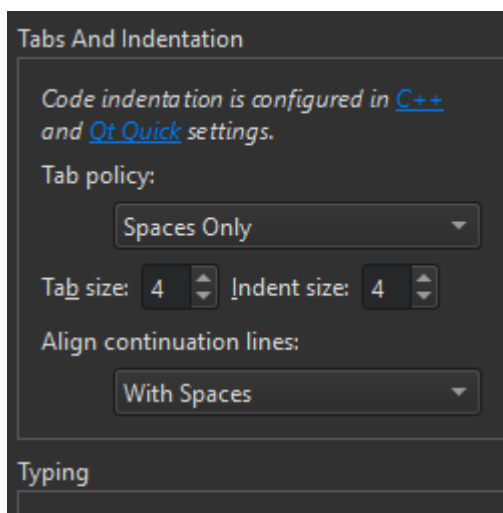 Tabs And Indentation
Code indentation is configured in C++
and Qt Quick settings.
Tab policy:
Spaces Only
Tab size: 4 Indent size: 4
Align continuation lines:
With Spaces
Typing